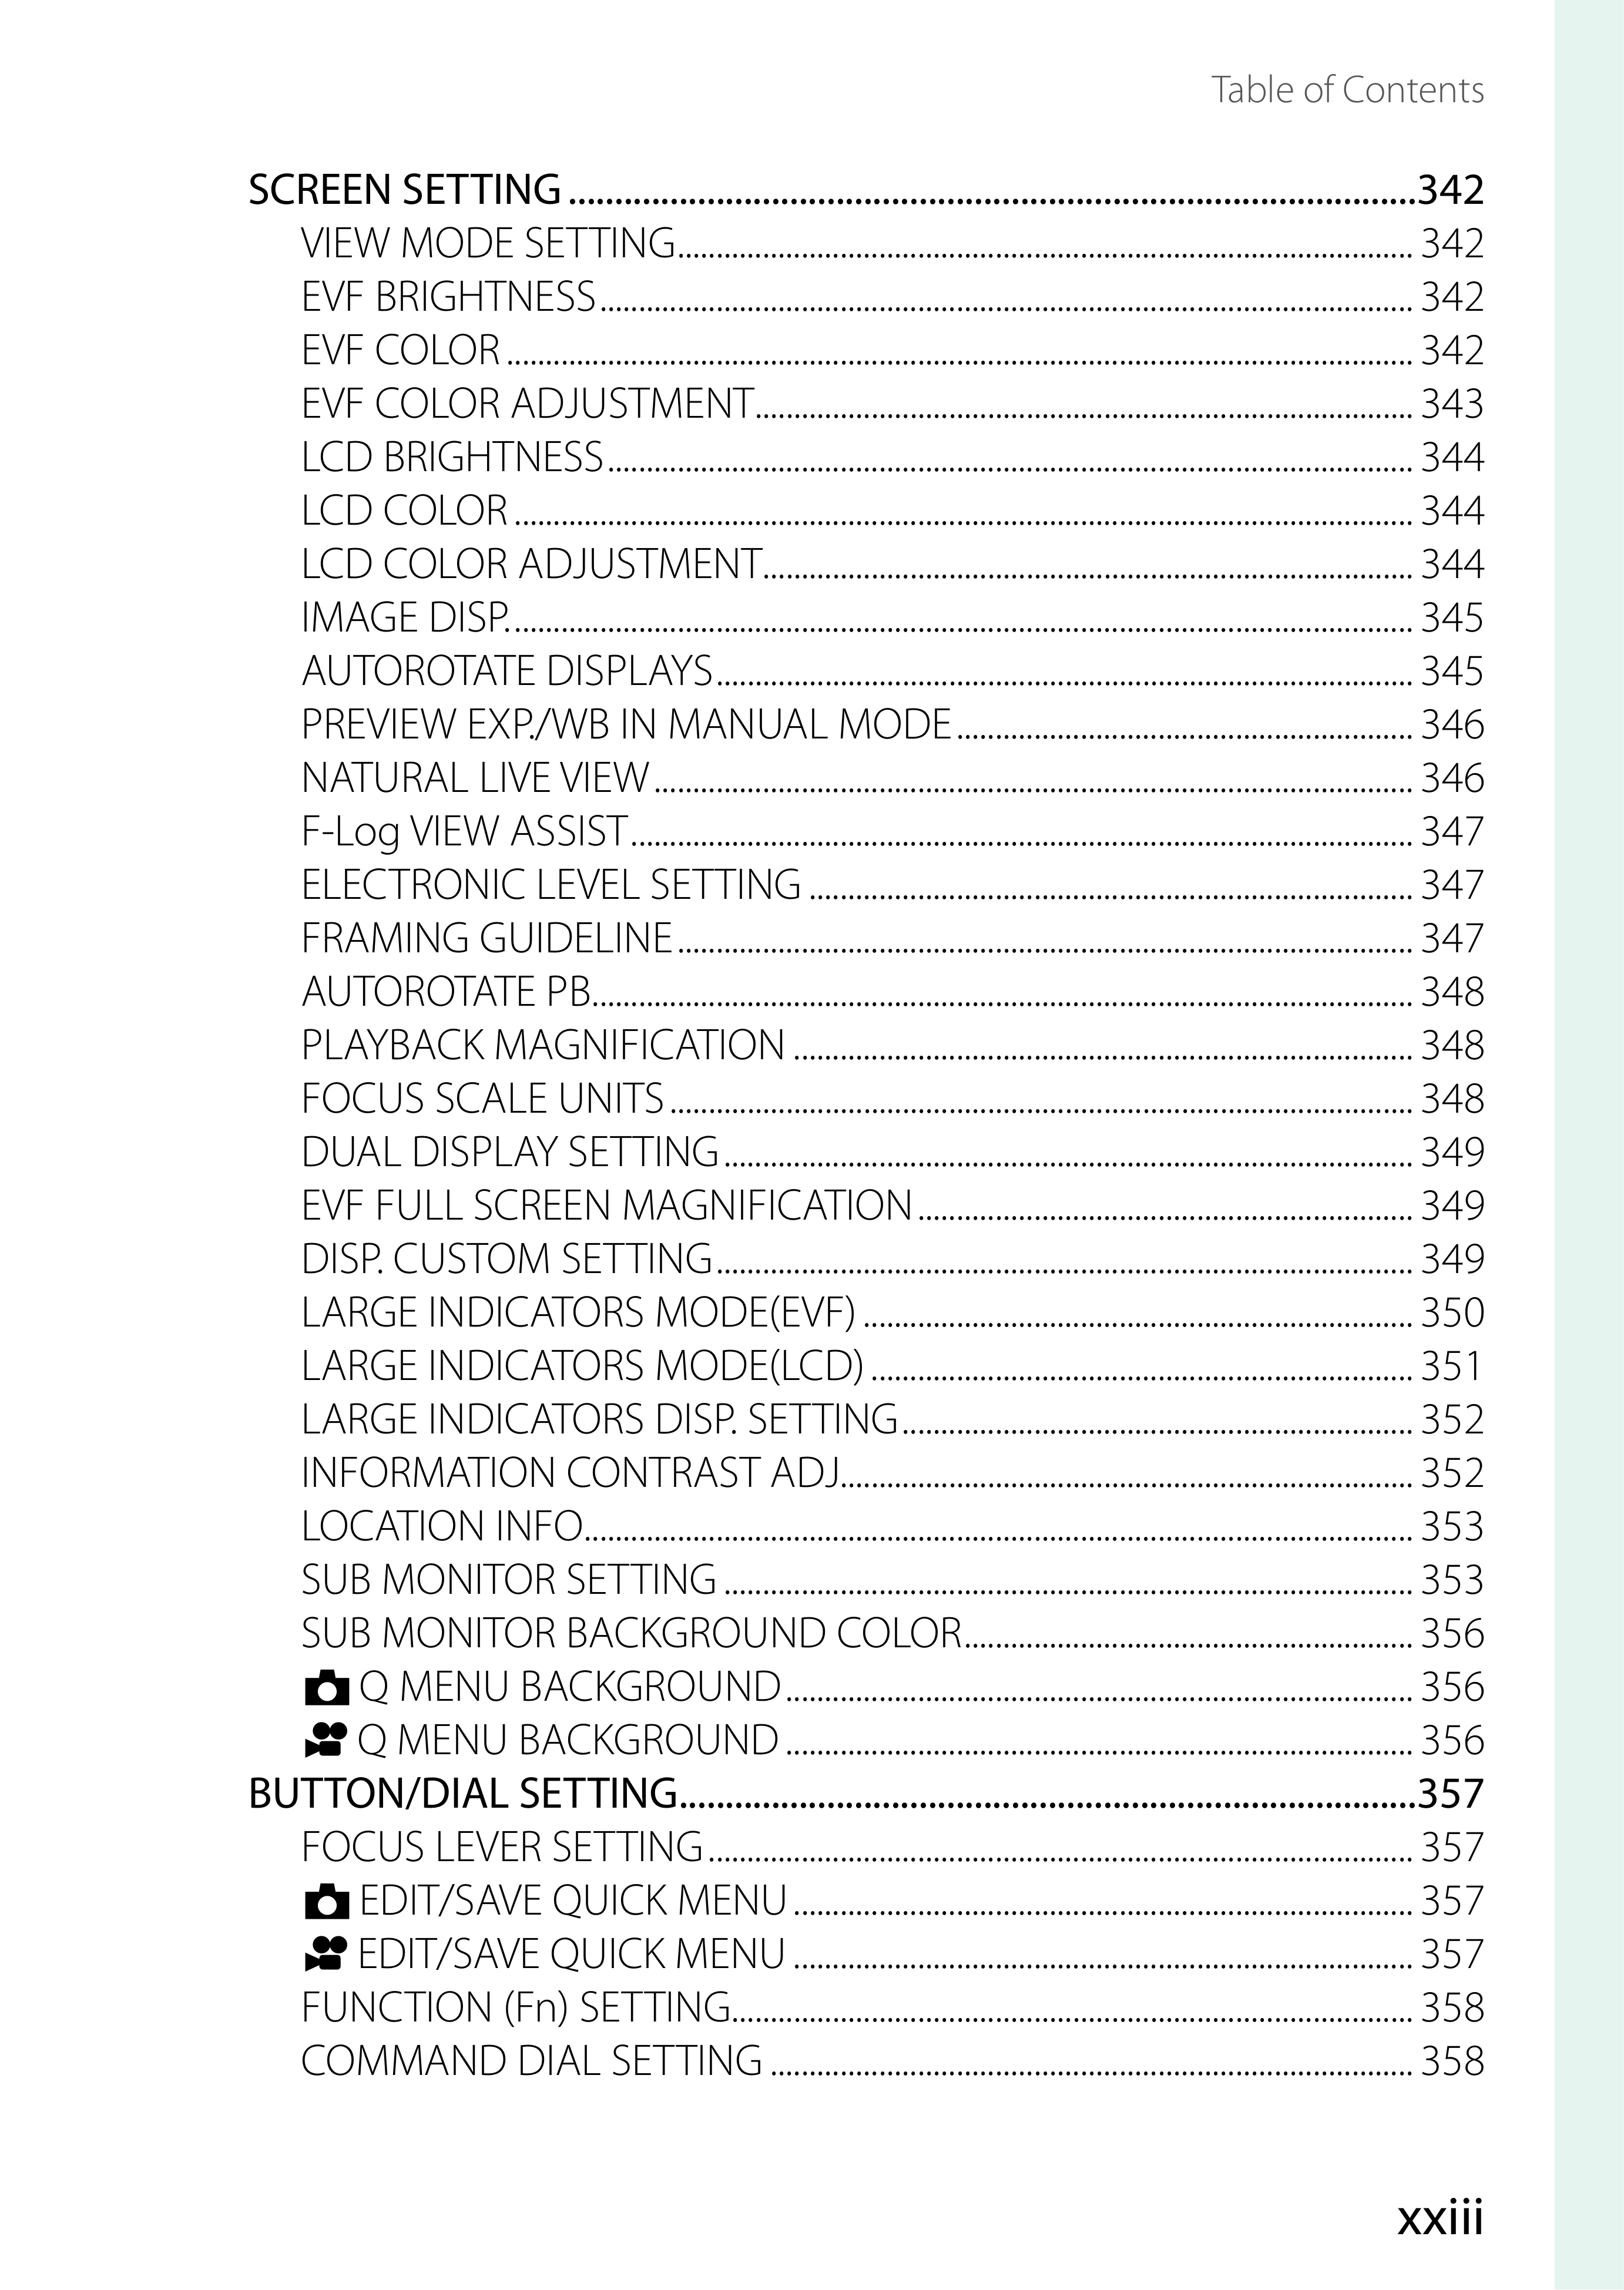 Table of Contents
SCREEN SETTING.....342
VIEW MODE SETTING..... 342
EVF BRIGHTNESS..... 342
EVF COLOR..... 342
EVF COLOR ADJUSTMENT..... 343
LCD BRIGHTNESS..... 344
LCD COLOR..... 344
LCD COLOR ADJUSTMENT..... 344
IMAGE DISP...... 345
AUTOROTATE DISPLAYS..... 345
PREVIEW EXP./WB IN MANUAL MODE..... 346
NATURAL LIVE VIEW..... 346
F-Log VIEW ASSIST..... 347
ELECTRONIC LEVEL SETTING..... 347
FRAMING GUIDELINE..... 347
AUTOROTATE PB..... 348
PLAYBACK MAGNIFICATION..... 348
FOCUS SCALE UNITS..... 348
DUAL DISPLAY SETTING..... 349
EVF FULL SCREEN MAGNIFICATION..... 349
DISP. CUSTOM SETTING..... 349
LARGE INDICATORS MODE(EVF)..... 350
LARGE INDICATORS MODE(LCD)..... 351
LARGE INDICATORS DISP. SETTING..... 352
INFORMATION CONTRAST ADJ...... 352
LOCATION INFO..... 353
SUB MONITOR SETTING..... 353
SUB MONITOR BACKGROUND COLOR..... 356
Q MENU BACKGROUND..... 356
Q MENU BACKGROUND..... 356
BUTTON/DIAL SETTING.....357
FOCUS LEVER SETTING..... 357
EDIT/SAVE QUICK MENU..... 357
EDIT/SAVE QUICK MENU..... 357
FUNCTION (Fn) SETTING..... 358
COMMAND DIAL SETTING..... 358
xxiii